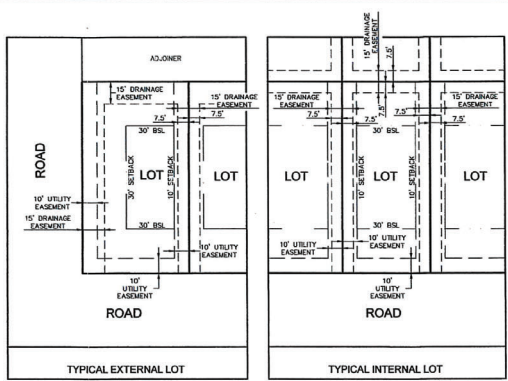 ADJOINER
15' DRAINAGE
EASEMENT
15' DRAINAGE
EASEMENT
7.5'
7.5'
30' BSL
ROAD
30' SETBACK
LOT
10' SETBACK
LOT
10' UTILITY
EASEMENT
15' DRAINAGE
EASEMENT
30' BSL
10' UTILITY
EASEMENT
10'
UTILITY
EASEMENT
ROAD
TYPICAL EXTERNAL LOT
15' DRAINAGE
EASEMENT
7.5'
15' DRAINAGE
EASEMENT
7.5'
15' DRAINAGE
EASEMENT
7.5'
7.5'
30' BSL
7.5'
7.5'
LOT
10' SETBACK
LOT
10' SETBACK
LOT
30' BSL
10' UTILITY
EASEMENT
10'
UTILITY
EASEMENT
ROAD
TYPICAL INTERNAL LOT